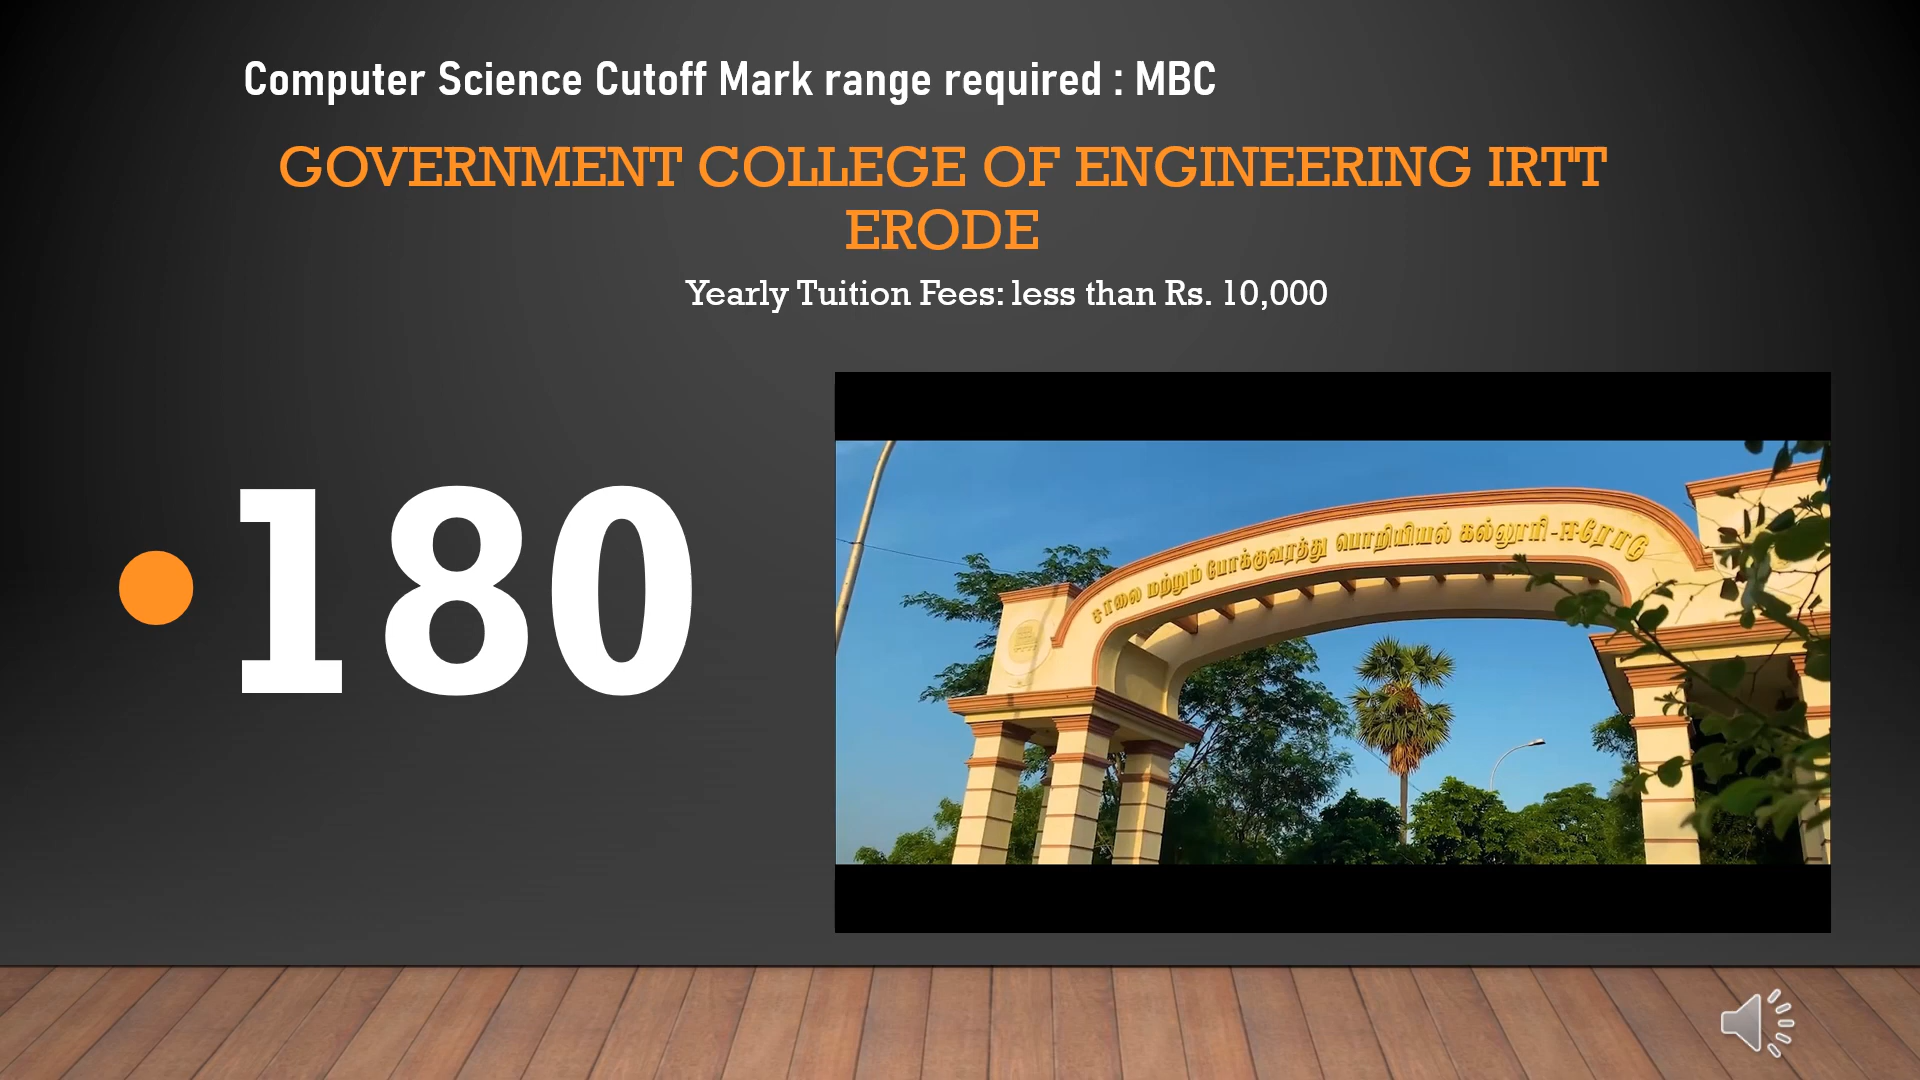 Computer Science Cutoff Mark range required : MBC
GOVERNMENT COLLEGE OF ENGINEERING IRTT
ERODE
Yearly Tuition Fees: less than Rs. 10,000
180
சாலை மற்றும் போக்குவரத்து பொறியியல் கல்லூரி-ஈரோடு